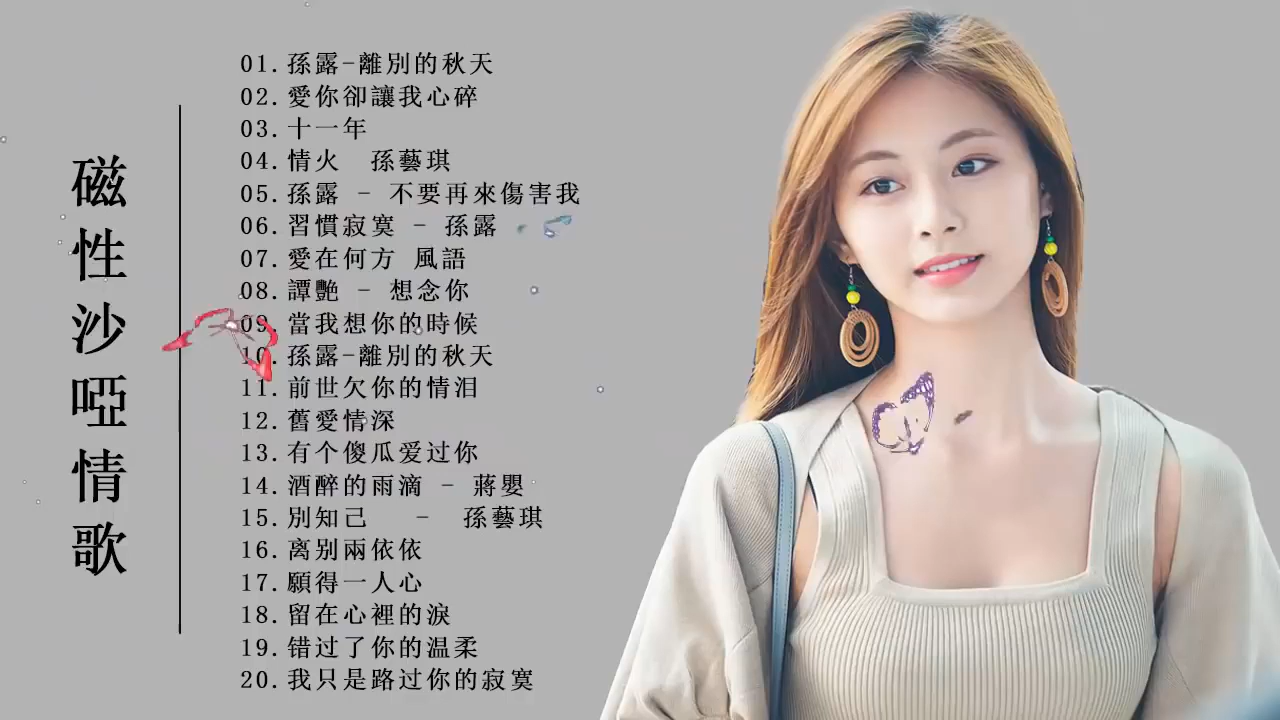 磁性沙啞情歌
01.孫露-離別的秋天
02.愛你卻讓我心碎
03.十一年
04.情火 孫藝琪
05.孫露 - 不要再來傷害我
06.習慣寂寞 - 孫露
07.愛在何方 風語
08.譚艷 - 想念你
09.當我想你的時候
10.孫露-離別的秋天
11.前世欠你的情泪
12.舊愛情深
13.有个傻瓜爱过你
14.酒醉的雨滴 - 蔣嬰
15.別知己 - 孫藝琪
16.离别兩依依
17.願得一人心
18.留在心裡的淚
19.错过了你的温柔
20.我只是路过你的寂寞